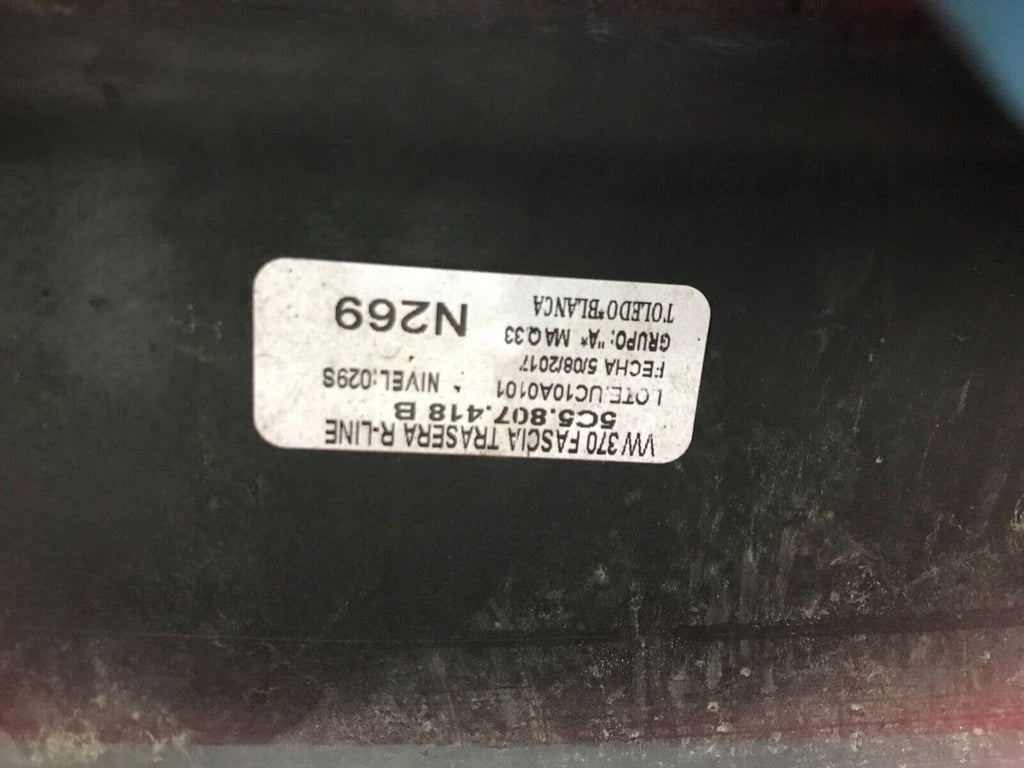 VW 370 FASCIA TRASERA R-LINE
5C5.807.418 B
LOTE.UC10A0101 NIVEL:029S
FECHA 5/08/2017
GRUPO: "A" MAQ.33
TOLEDO*BLANCA N269